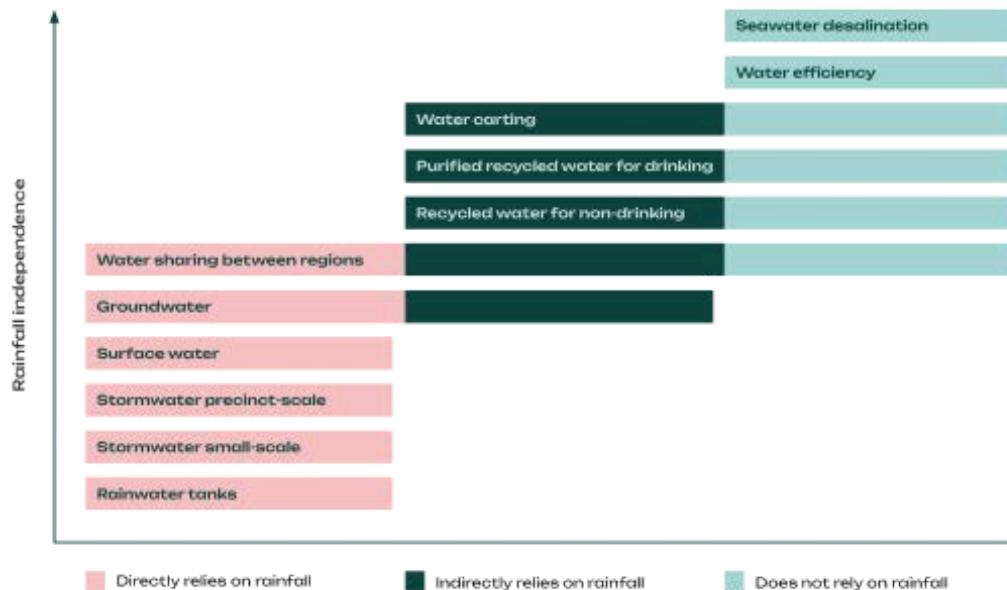 Seawater desalination
Water efficiency
Water carting
Purified recycled water for drinking
Recycled water for non-drinking
Water sharing between regions
Groundwater
Surface water
Stormwater precinct-scale
Stormwater small-scale
Rainwater tanks
Rainfall independence
Directly relies on rainfall
Indirectly relies on rainfall
Does not rely on rainfall